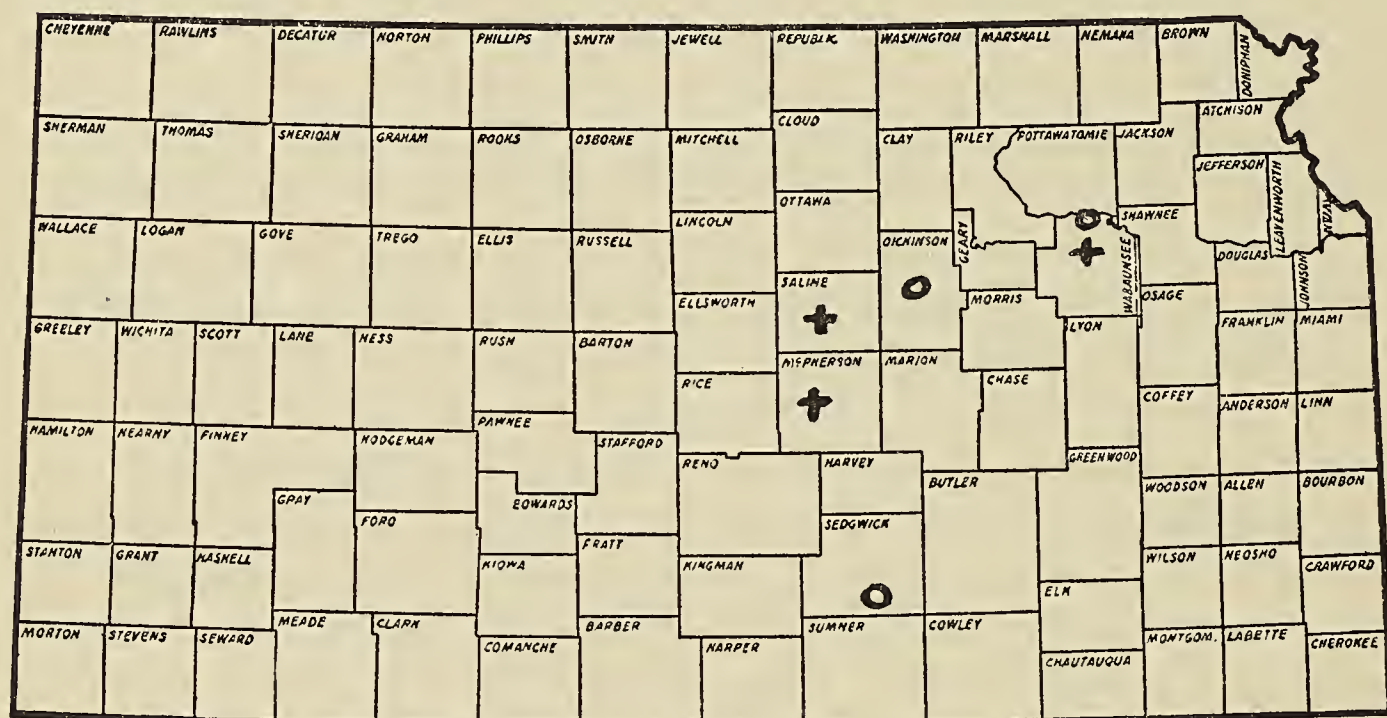 CHEYENNE RAWLINS DECATUR NORTON PHILLIPS SMITH JEWELL REPUBLK. WASHINGTON MARSHALL NEMAHA BROWN DONIPHAN
ATCHISON
CLOUD
SHERMAN THOMAS SHERIDAN GRAHAM ROOKS OSBORNE MITCHELL CLAY RILEY POTTAWATOMIE JACKSON
JEFFERSON LEAVENWORTH WYAN
OTTAWA
WALLACE LOGAN GOVE TREGO ELLIS RUSSELL LINCOLN DICKINSON GEARY WABAUNSEE SHAWNEE
DOUGLAS JOHNSON
SALINE
ELLSWORTH MORRIS OSAGE
GREELEY WICHITA SCOTT LANE NESS RUSH BARTON LYON FRANKLIN MIAMI
McPHERSON MARION
RICE CHASE
COFFEY ANDERSON LINN
HAMILTON KEARNY FINNEY HODGEMAN PAWNEE STAFFORD
RENO HARVEY GREENWOOD
BUTLER WOODSON ALLEN BOURBON
GRAY EDWARDS
FORD SEDGWICK
PRATT
STANTON GRANT HASKELL KIOWA KINGMAN WILSON NEOSHO CRAWFORD
ELK
MEADE CLARK BARBER SUMNER COWLEY
MORTON STEVENS SEWARD COMANCHE HARPER MONTGOM. LABETTE CHEROKEE
CHAUTAUQUA